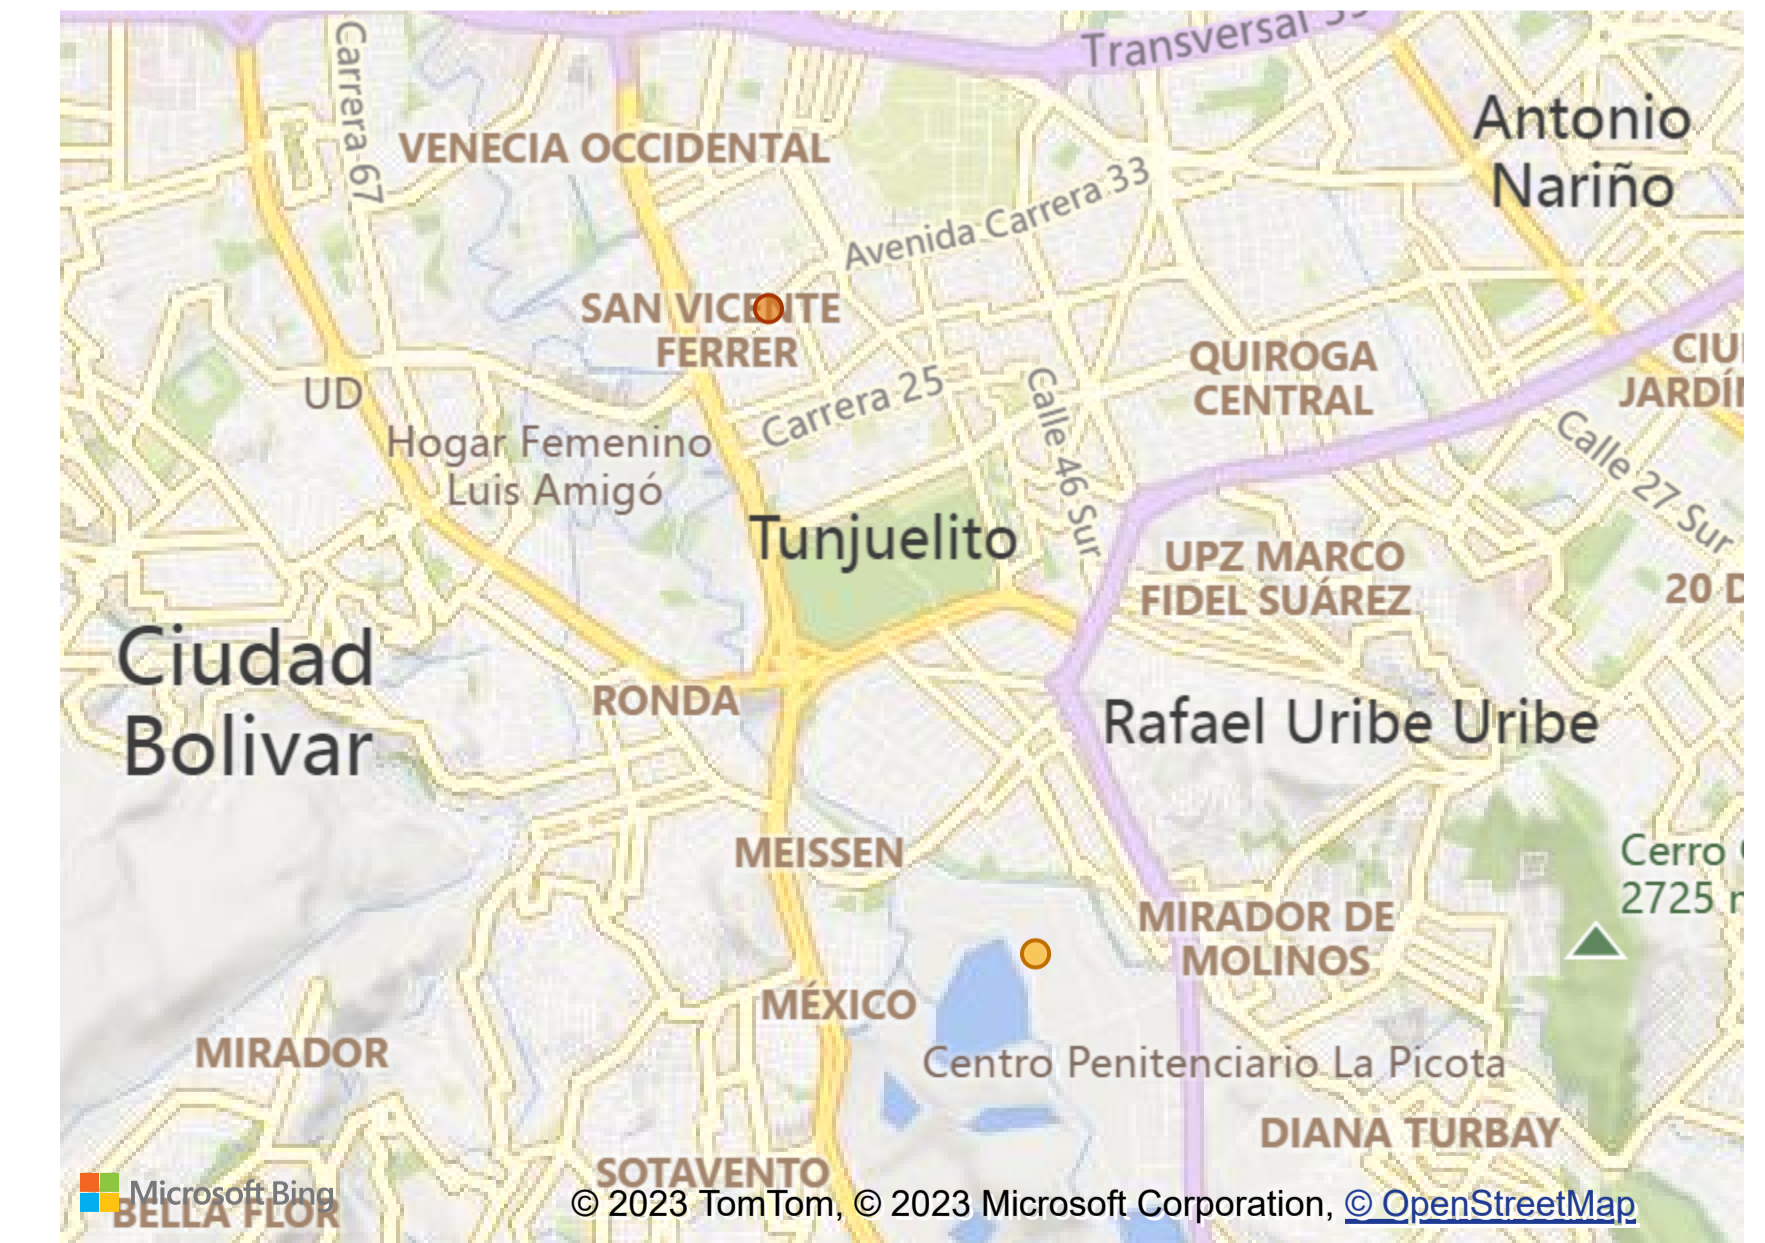 Transversal
Carrera 67
Antonio
Nariño
VENECIA OCCIDENTAL
Avenida Carrera 33
SAN VICENTE
FERRER
QUIROGA
CENTRAL
UD
Carrera 25
Calle 46 Sur
Calle 27 Sur
Hogar Femenino
Luis Amigó
Tunjuelito
UPZ MARCO
FIDEL SUÁREZ
20
Ciudad
Bolivar
RONDA
Rafael Uribe Uribe
MEISSEN
Cerro
2725
MIRADOR DE
MOLINOS
MÉXICO
MIRADOR
Centro Penitenciario La Picota
DIANA TURBAY
SOTAVENTO
Microsoft Bing
BELLA FLOR
© 2023 TomTom, © 2023 Microsoft Corporation, © OpenStreetMap